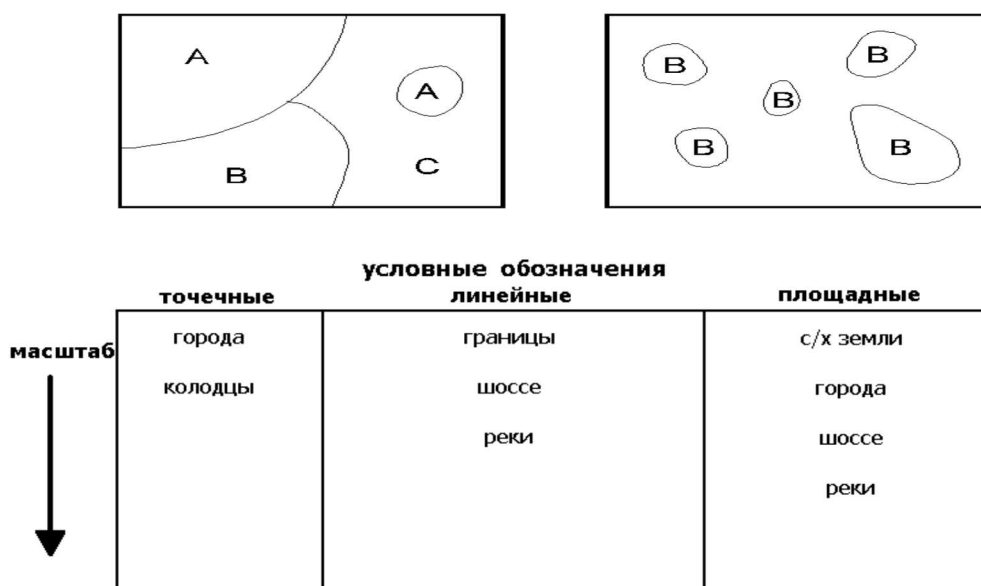 A
A
B
C
B
B
B
B
B
условные обозначения
точечные линейные площадные
масштаб
города границы с/х земли
колодцы шоссе города
реки шоссе
реки